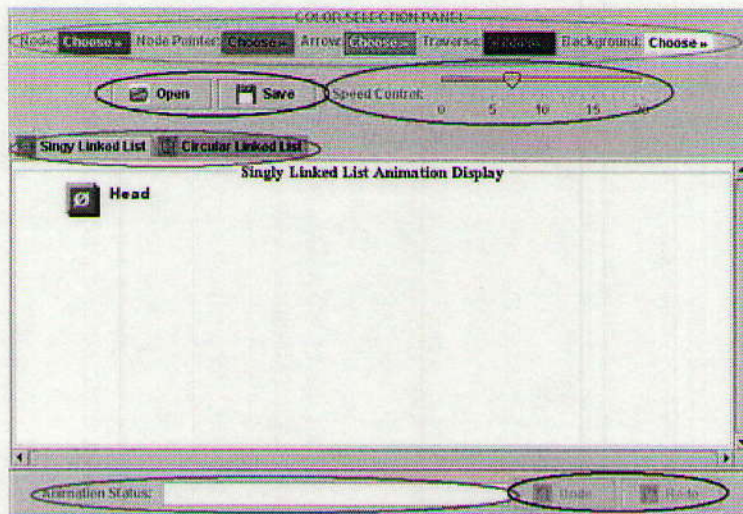 COLOR SELECTION PANEL
Node: Choose » Node Pointer: Choose » Arrow: Choose » Traverse: Choose » Background: Choose »
Open Save Speed Control:
0 5 10 15 20
Singy Linked List Circular Linked List
Singly Linked List Animation Display
Ø Head
Animation Status: Undo Redo